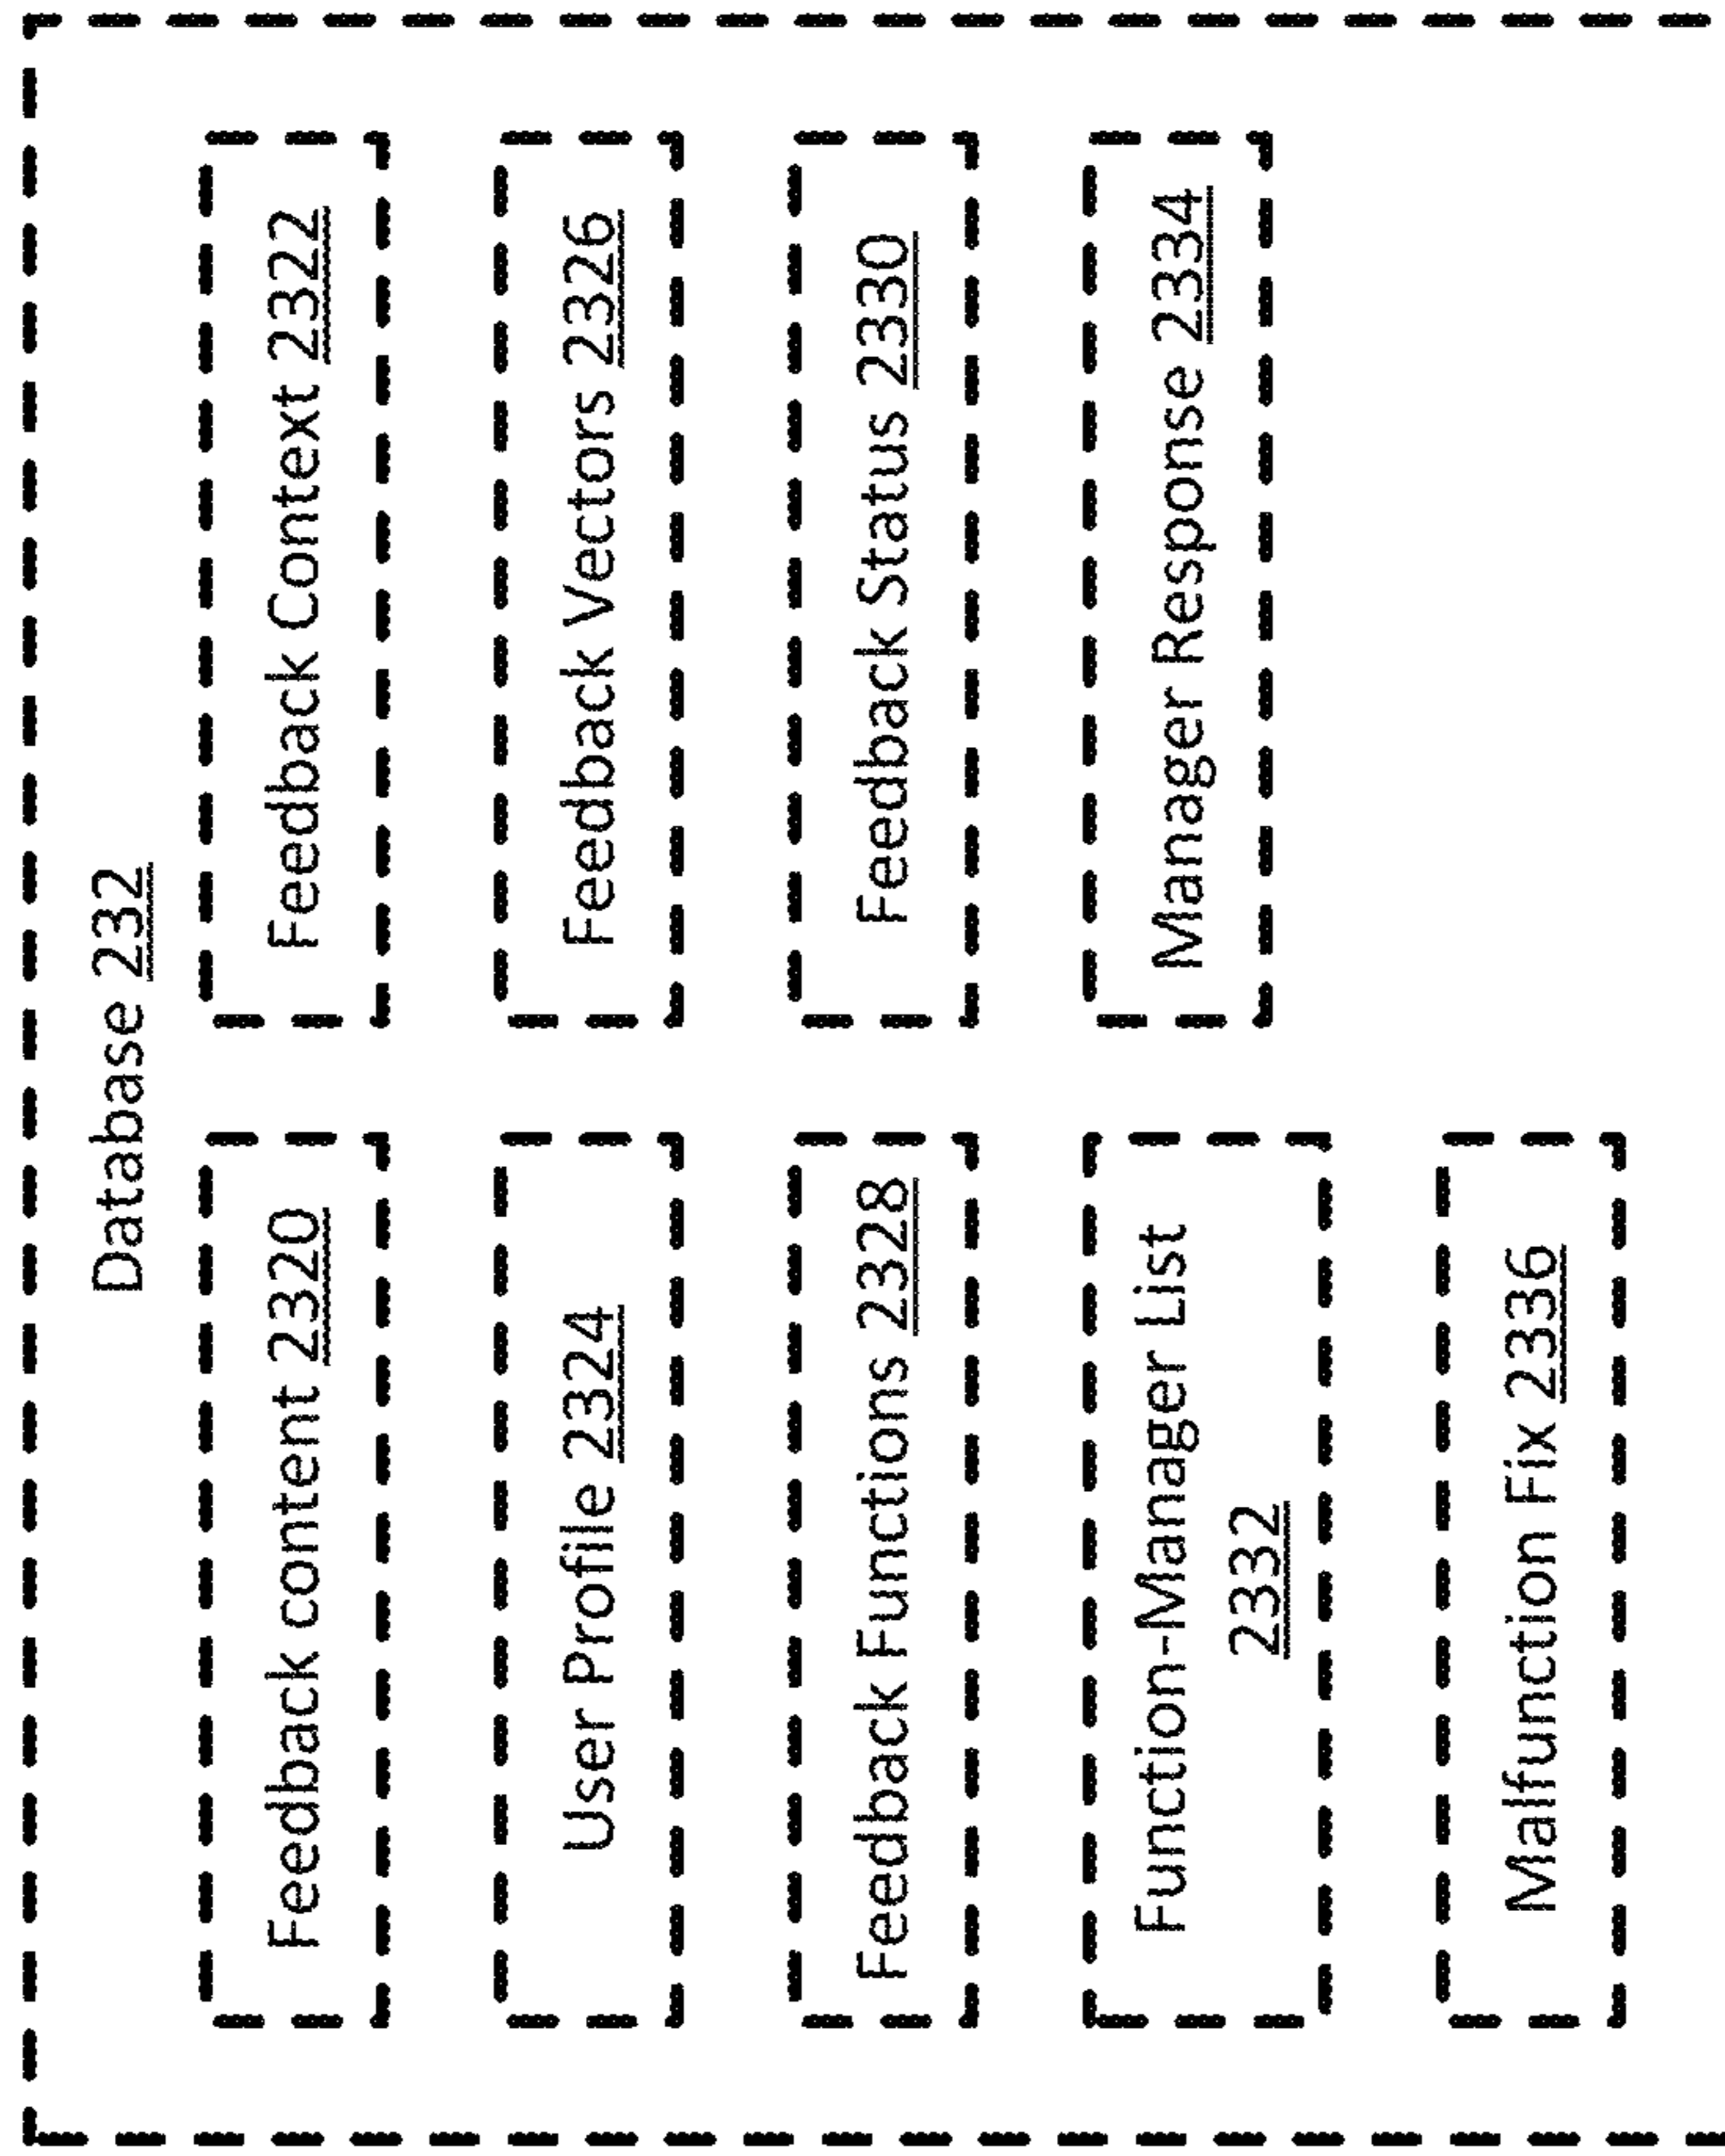 Database 232
Feedback content 2320
Feedback Context 2322
User Profile 2324
Feedback Vectors 2326
Feedback Functions 2328
Feedback Status 2330
Function-Manager List
2332
Manager Response 2334
Malfunction Fix 2336